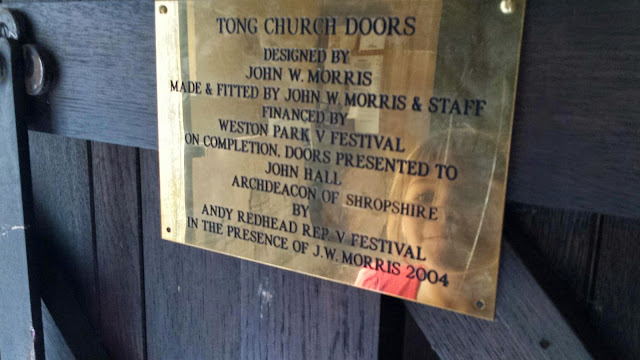 TONG CHURCH DOORS
DESIGNED BY
JOHN W. MORRIS
MADE & FITTED BY JOHN W. MORRIS & STAFF
FINANCED BY
WESTON PARK V FESTIVAL
ON COMPLETION, DOORS PRESENTED TO
JOHN HALL
ARCHDEACON OF SHROPSHIRE
BY
ANDY REDHEAD REP. V FESTIVAL
IN THE PRESENCE OF J.W. MORRIS 2004